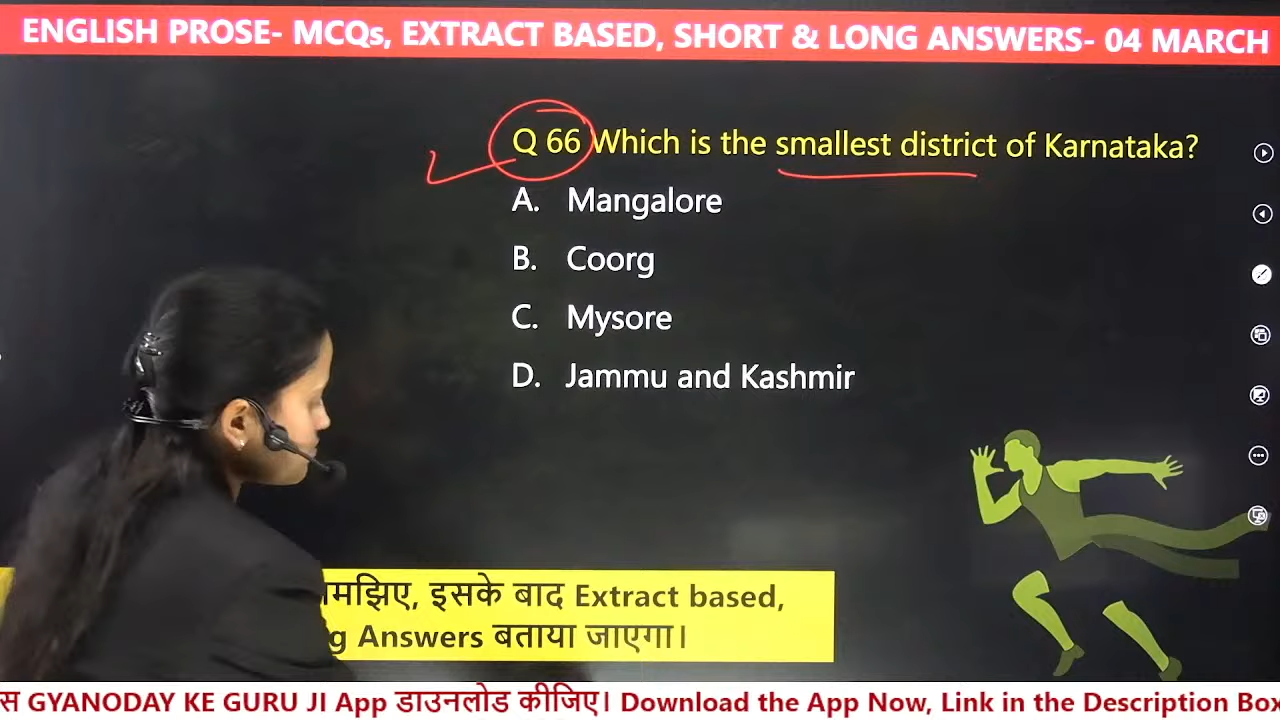 ENGLISH PROSE- MCQs, EXTRACT BASED, SHORT & LONG ANSWERS- 04 MARCH
Q 66 Which is the smallest district of Karnataka?
A. Mangalore
B. Coorg
C. Mysore
D. Jammu and Kashmir
इसके बाद Extract based,
Answers बताया जाएगा।
GYANODAY KE GURU JI App डाउनलोड कीजिए। Download the App Now, Link in the Description Box